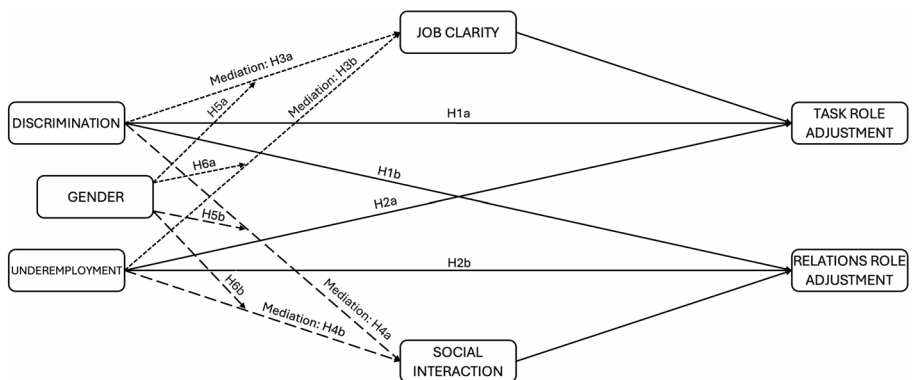 JOB CLARITY
Mediation: H3a
Mediation: H3b
H5a
DISCRIMINATION
H1a
TASK ROLE
ADJUSTMENT
H6a
H1b
GENDER
H5b
H2a
UNDEREMPLOYMENT
H2b
RELATIONS ROLE
ADJUSTMENT
H6b
Mediation: H4a
Mediation: H4b
SOCIAL
INTERACTION